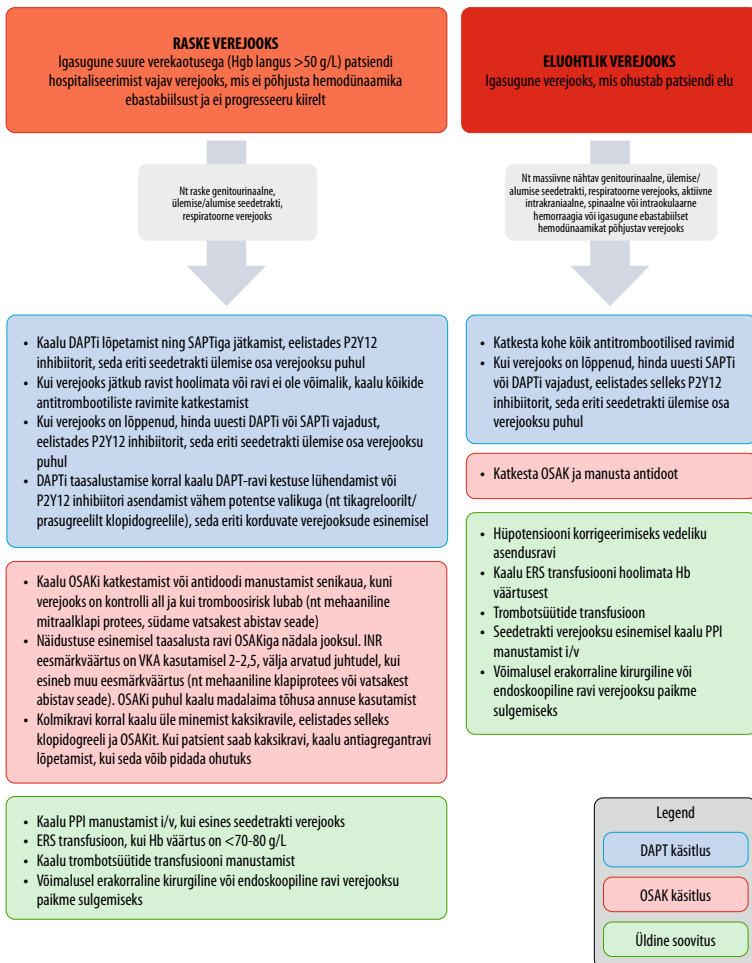 RASKE VEREJOOKS
Igasugune suure verekaotusega (Hgb langus >50 g/L) patsiendi
hospitaliseerimist vajav verejooks, mis ei põhjusta hemodünaamika
ebastabiilsust ja ei progresseeru kiirelt
Nt raske genitourinaalne,
ülemise/alumise seedetrakti,
respiratoorne verejooks
• Kaalu DAPTi lõpetamist ning SAPTiga jätkamist, eelistades P2Y12
inhibiitorit, seda eriti seedetrakti ülemise osa verejooksu puhul
• Kui verejooks jätkub ravist hoolimata või ravi ei ole võimalik, kaalu kõikide
antitrombootiliste ravimite katkestamist
• Kui verejooks on lõppenud, hinda uuesti DAPTi või SAPTi vajadust,
eelistades P2Y12 inhibiitorit, seda eriti seedetrakti ülemise osa verejooksu
puhul
• DAPTi taasalustamise korral kaalu DAPT-ravi kestuse lühendamist või
P2Y12 inhibiitori asendamist vähem potentse valikuga (nt tikagreloorilt/
prasugreelilt klopidogreelile), seda eriti korduvate verejooksude esinemisel
• Kaalu OSAKi katkestamist või antidoodi manustamist senikaua, kuni
verejooks on kontrolli all ja kui tromboosirisk lubab (nt mehaaniline
mitraalklapi protees, südame vatsakest abistav seade)
• Näidustuse esinemisel taasalusta ravi OSAKiga nädala jooksul. INR
eesmärkväärtus on VKA kasutamisel 2-2,5, välja arvatud juhtudel, kui
esineb muu eesmärkväärtus (nt mehaaniline klapiprotees või vatsakest
abistav seade). OSAKi puhul kaalu madalaima tõhusa annuse kasutamist
• Kolmikravi korral kaalu üle minemist kaksikravile, eelistades selleks
klopidogreeli ja OSAKit. Kui patsient saab kaksikravi, kaalu antiagregantravi
lõpetamist, kui seda võib pidada ohutuks
• Kaalu PPI manustamist i/v, kui esines seedetrakti verejooks
• ERS transfusioon, kui Hb väärtus on <70-80 g/L
• Kaalu trombotsüütide transfusiooni manustamist
• Võimalusel erakorraline kirurgiline või endoskoopiline ravi verejooksu
paikme sulgemiseks
ELUOHTLIK VEREJOOKS
Igasugune verejooks, mis ohustab patsiendi elu
Nt massiivne nähtav genitourinaalne, ülemise/
alumise seedetrakti, respiratoorne verejooks, aktiivne
intrakraniaalne, spinaalne või intraokulaarne
hemorraagia või igasugune ebastabiilset
hemodünaamikat põhjustav verejooks
• Katkesta kohe kõik antitrombootilised ravimid
• Kui verejooks on lõppenud, hinda uuesti SAPTi
või DAPTi vajadust, eelistades selleks P2Y12
inhibiitorit, seda eriti seedetrakti ülemise osa
verejooksu puhul
• Katkesta OSAK ja manusta antidoot
• Hüpotensiooni korrigeerimiseks vedeliku
asendusravi
• Kaalu ERS transfusiooni hoolimata Hb
väärtusest
• Trombotsüütide transfusioon
• Seedetrakti verejooksu esinemisel kaalu PPI
manustamist i/v
• Võimalusel erakorraline kirurgiline või
endoskoopiline ravi verejooksu paikme
sulgemiseks
Legend
DAPT käsitlus
OSAK käsitlus
Üldine soovitus